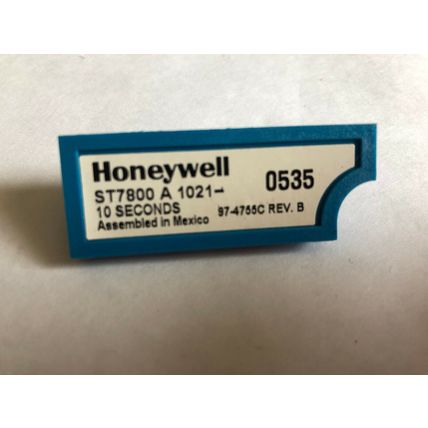 Honeywell
ST7800 A 1021-
0535
10 SECONDS
97-4755C REV. B
Assembled in Mexico